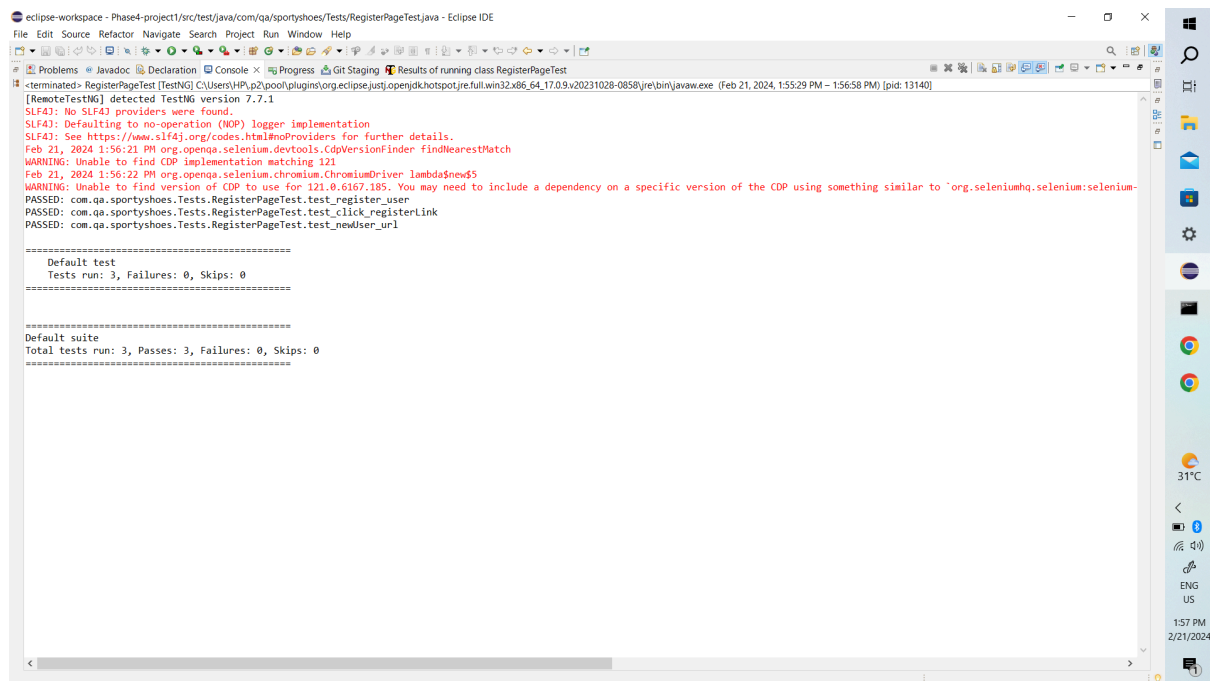 eclipse-workspace - Phase4-project1/src/test/java/com/qa/sportyshoes/Tests/RegisterPageTest.java - Eclipse IDE
File Edit Source Refactor Navigate Search Project Run Window Help
Problems Javadoc Declaration Console Progress Git Staging Results of running class RegisterPageTest
<terminated> RegisterPageTest [TestNG] C:\Users\HP\.p2\pool\plugins\org.eclipse.justj.openjdk.hotspot.jre.full.win32.x86_64_17.0.9.v20231028-0858\jre\bin\javaw.exe (Feb 21, 2024, 1:55:29 PM – 1:56:58 PM) [pid: 13140]
[RemoteTestNG] detected TestNG version 7.7.1
SLF4J: No SLF4J providers were found.
SLF4J: Defaulting to no-operation (NOP) logger implementation
SLF4J: See https://www.slf4j.org/codes.html#noProviders for further details.
Feb 21, 2024 1:56:21 PM org.openqa.selenium.devtools.CdpVersionFinder findNearestMatch
WARNING: Unable to find CDP implementation matching 121
Feb 21, 2024 1:56:22 PM org.openqa.selenium.chromium.ChromiumDriver lambda$new$5
WARNING: Unable to find version of CDP to use for 121.0.6167.185. You may need to include a dependency on a specific version of the CDP using something similar to `org.seleniumhq.selenium:selenium-
PASSED: com.qa.sportyshoes.Tests.RegisterPageTest.test_register_user
PASSED: com.qa.sportyshoes.Tests.RegisterPageTest.test_click_registerLink
PASSED: com.qa.sportyshoes.Tests.RegisterPageTest.test_newUser_url
===============================================
Default test
Tests run: 3, Failures: 0, Skips: 0
===============================================
===============================================
Default suite
Total tests run: 3, Passes: 3, Failures: 0, Skips: 0
===============================================
31°C
ENG
US
1:57 PM
2/21/2024
1